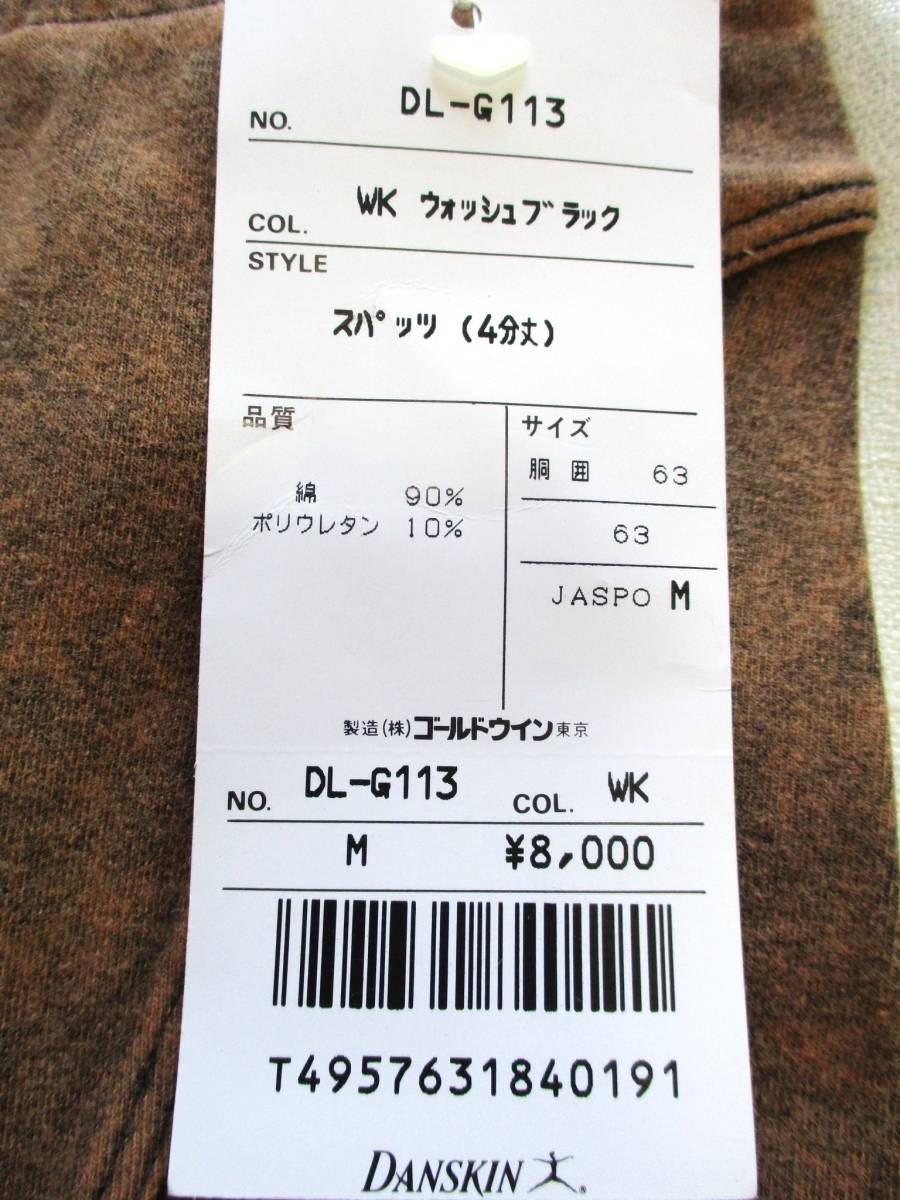 NO. DL-G113
COL. WK ウォッシュブラック
STYLE
スパッツ (4分丈)
品質
綿 90%
ポリウレタン 10%
サイズ
胴囲 63
63
JASPO M
製造(株)ゴールドウイン東京
NO. DL-G113 COL. WK
M ¥8,000
T4957631840191
DANSKIN